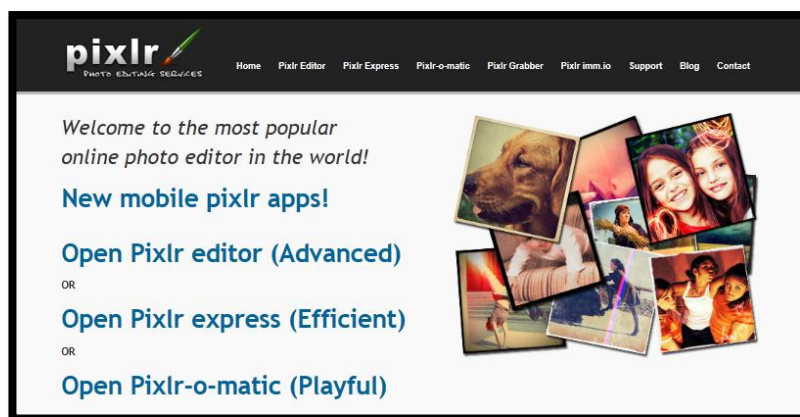 pixlr
PHOTO EDITING SERVICES
Home Pixlr Editor Pixlr Express Pixlr-o-matic Pixlr Grabber Pixlr imm.io Support Blog Contact
Welcome to the most popular
online photo editor in the world!
New mobile pixlr apps!
Open Pixlr editor (Advanced)
OR
Open Pixlr express (Efficient)
OR
Open Pixlr-o-matic (Playful)